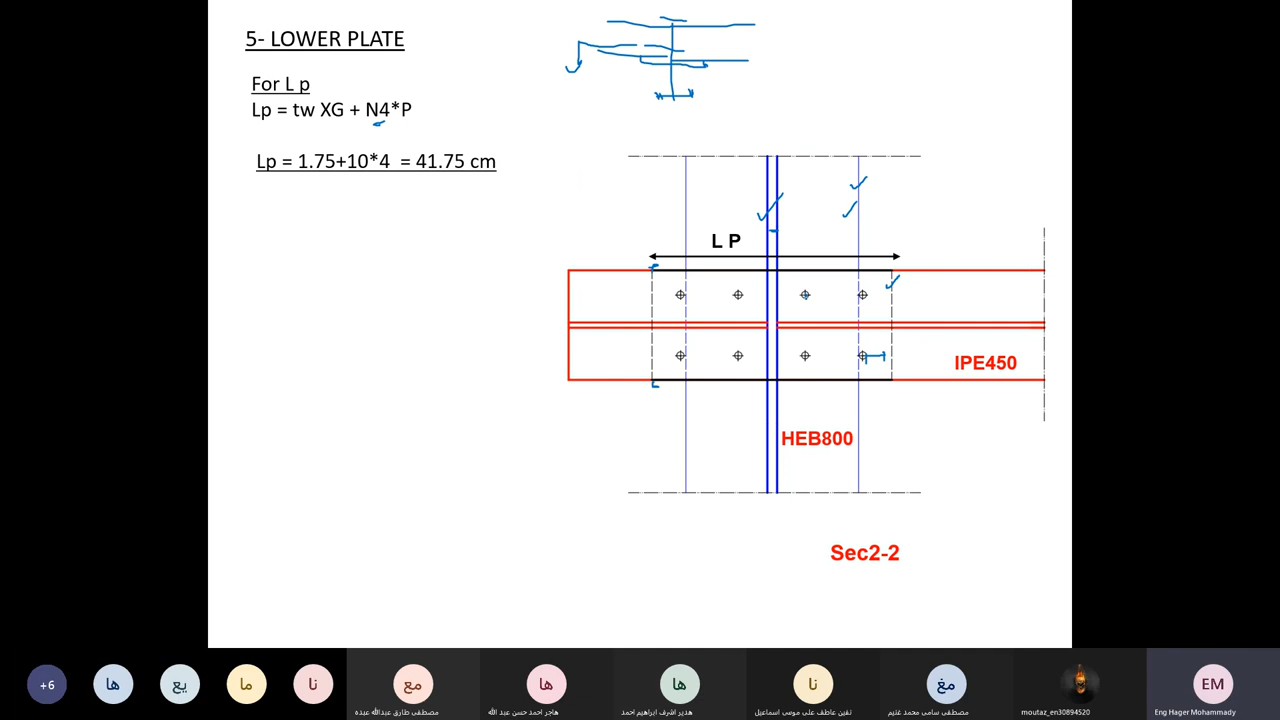 5- LOWER PLATE
For L p
Lp = tw XG + N4*P
Lp = 1.75+10*4 = 41.75 cm
L P
IPE450
HEB800
Sec2-2
+6
ها
يع
ما
نا
مع
مصطفى طارق عبدالله عبده
ها
هاجر احمد حسن عبد الله
ها
هدير اشرف ابراهيم احمد
نا
نفين عاطف على موسى اسماعيل
مغ
مصطفى سامى محمد غنيم
moutaz_en30894520
EM
Eng Hager Mohammady